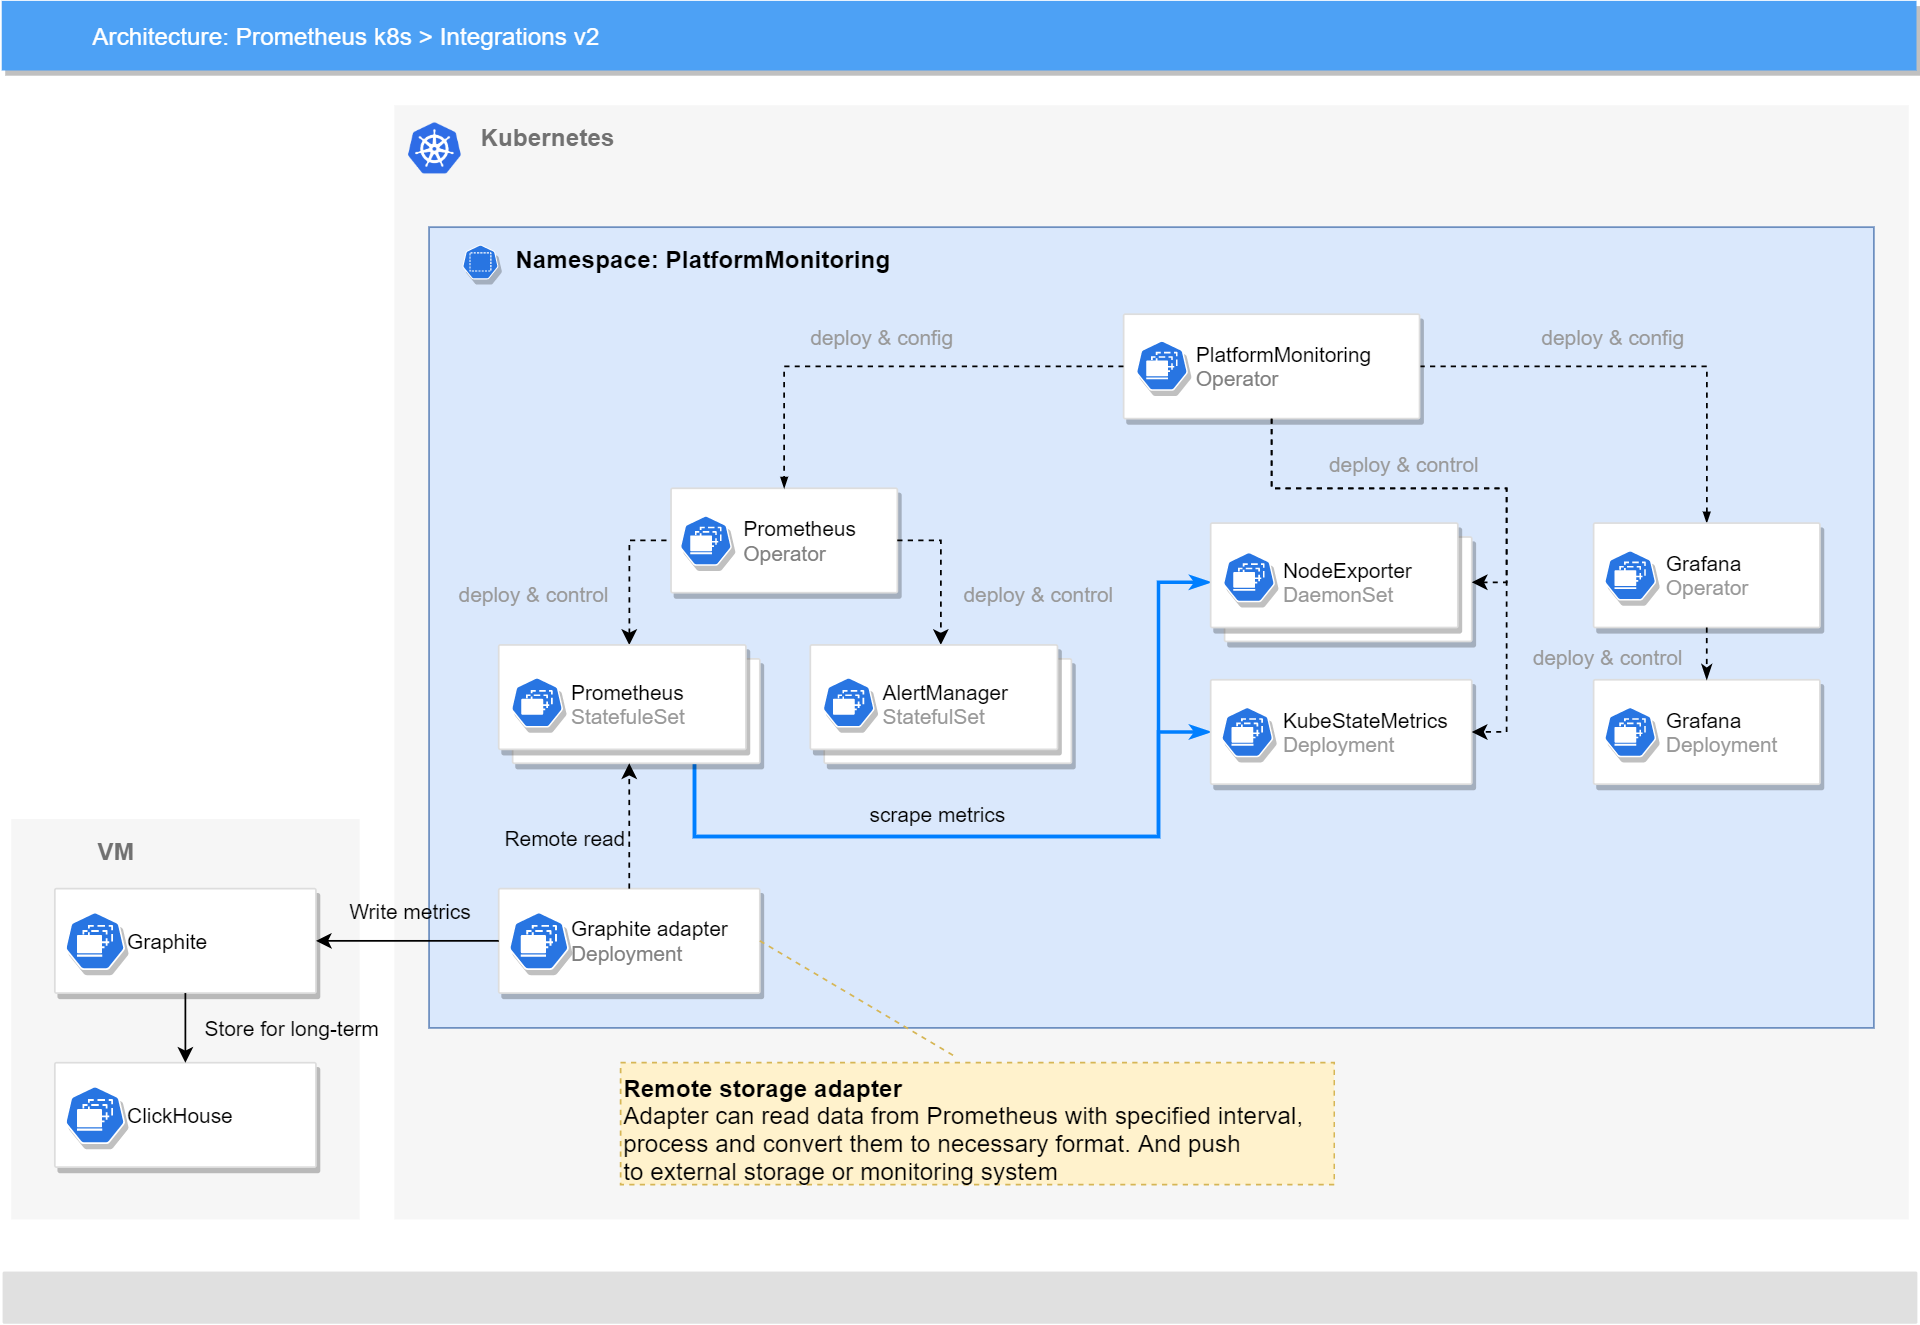 Architecture: Prometheus k8s > Integrations v2
Kubernetes
Namespace: PlatformMonitoring
deploy & config
PlatformMonitoring
Operator
deploy & config
deploy & control
Prometheus
Operator
deploy & control
deploy & control
NodeExporter
DaemonSet
Grafana
Operator
deploy & control
Prometheus
StatefuleSet
AlertManager
StatefulSet
KubeStateMetrics
Deployment
Grafana
Deployment
scrape metrics
Remote read
VM
Graphite
Write metrics
Graphite adapter
Deployment
Store for long-term
ClickHouse
Remote storage adapter
Adapter can read data from Prometheus with specified interval,
process and convert them to necessary format. And push
to external storage or monitoring system